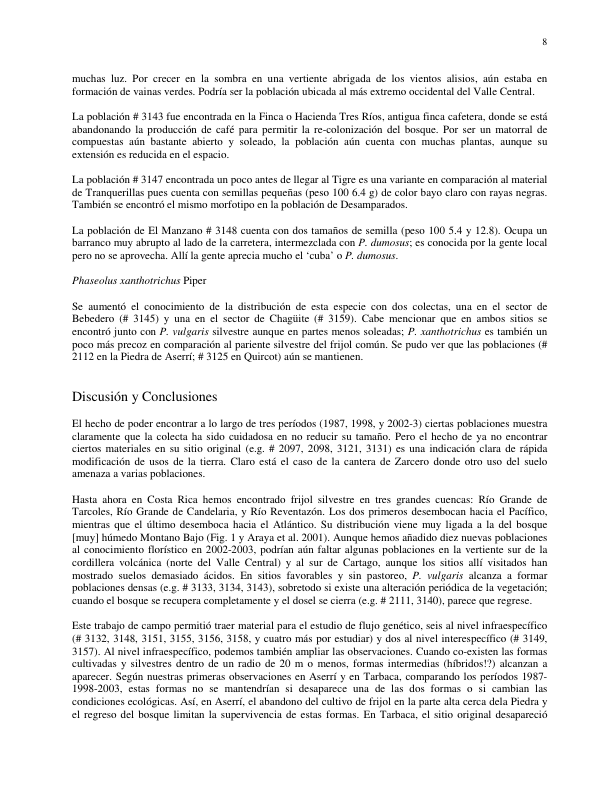 8
muchas luz. Por crecer en la sombra en una vertiente abrigada de los vientos alisios, aún estaba en
formación de vainas verdes. Podría ser la población ubicada al más extremo occidental del Valle Central.
La población # 3143 fue encontrada en la Finca o Hacienda Tres Ríos, antigua finca cafetera, donde se está
abandonando la producción de café para permitir la re-colonización del bosque. Por ser un matorral de
compuestas aún bastante abierto y soleado, la población aún cuenta con muchas plantas, aunque su
extensión es reducida en el espacio.
La población # 3147 encontrada un poco antes de llegar al Tigre es una variante en comparación al material
de Tranquerillas pues cuenta con semillas pequeñas (peso 100 6.4 g) de color bayo claro con rayas negras.
También se encontró el mismo morfotipo en la población de Desamparados.
La población de El Manzano # 3148 cuenta con dos tamaños de semilla (peso 100 5.4 y 12.8). Ocupa un
barranco muy abrupto al lado de la carretera, intermezclada con P. dumosus; es conocida por la gente local
pero no se aprovecha. Allí la gente aprecia mucho el ‘cuba’ o P. dumosus.
Phaseolus xanthotrichus Piper
Se aumentó el conocimiento de la distribución de esta especie con dos colectas, una en el sector de
Bebedero (# 3145) y una en el sector de Chagüite (# 3159). Cabe mencionar que en ambos sitios se
encontró junto con P. vulgaris silvestre aunque en partes menos soleadas; P. xanthotrichus es también un
poco más precoz en comparación al pariente silvestre del frijol común. Se pudo ver que las poblaciones (#
2112 en la Piedra de Aserrí; # 3125 en Quircot) aún se mantienen.
Discusión y Conclusiones
El hecho de poder encontrar a lo largo de tres períodos (1987, 1998, y 2002-3) ciertas poblaciones muestra
claramente que la colecta ha sido cuidadosa en no reducir su tamaño. Pero el hecho de ya no encontrar
ciertos materiales en su sitio original (e.g. # 2097, 2098, 3121, 3131) es una indicación clara de rápida
modificación de usos de la tierra. Claro está el caso de la cantera de Zarcero donde otro uso del suelo
amenaza a varias poblaciones.
Hasta ahora en Costa Rica hemos encontrado frijol silvestre en tres grandes cuencas: Río Grande de
Tarcoles, Río Grande de Candelaria, y Río Reventazón. Los dos primeros desembocan hacia el Pacífico,
mientras que el último desemboca hacia el Atlántico. Su distribución viene muy ligada a la del bosque
[muy] húmedo Montano Bajo (Fig. 1 y Araya et al. 2001). Aunque hemos añadido diez nuevas poblaciones
al conocimiento florístico en 2002-2003, podrían aún faltar algunas poblaciones en la vertiente sur de la
cordillera volcánica (norte del Valle Central) y al sur de Cartago, aunque los sitios allí visitados han
mostrado suelos demasiado ácidos. En sitios favorables y sin pastoreo, P. vulgaris alcanza a formar
poblaciones densas (e.g. # 3133, 3134, 3143), sobretodo si existe una alteración periódica de la vegetación;
cuando el bosque se recupera completamente y el dosel se cierra (e.g. # 2111, 3140), parece que regrese.
Este trabajo de campo permitió traer material para el estudio de flujo genético, seis al nivel infraespecífico
(# 3132, 3148, 3151, 3155, 3156, 3158, y cuatro más por estudiar) y dos al nivel interespecífico (# 3149,
3157). Al nivel infraespecífico, podemos también ampliar las observaciones. Cuando co-existen las formas
cultivadas y silvestres dentro de un radio de 20 m o menos, formas intermedias (híbridos!?) alcanzan a
aparecer. Según nuestras primeras observaciones en Aserrí y en Tarbaca, comparando los períodos 1987-
1998-2003, estas formas no se mantendrían si desaparece una de las dos formas o si cambian las
condiciones ecológicas. Así, en Aserrí, el abandono del cultivo de frijol en la parte alta cerca dela Piedra y
el regreso del bosque limitan la supervivencia de estas formas. En Tarbaca, el sitio original desapareció